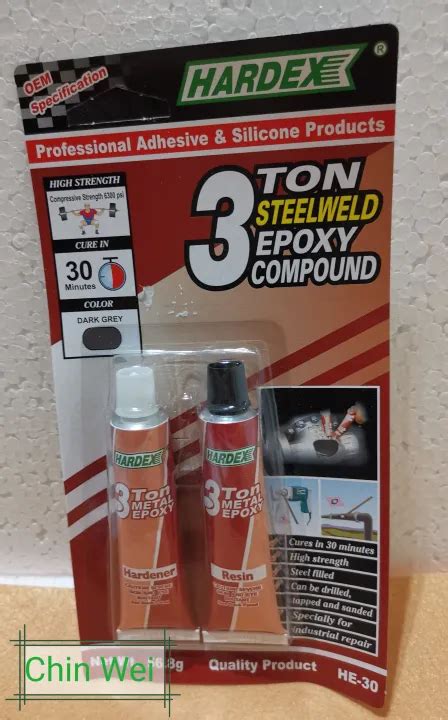 OEM
Specification
HARDEX®
Professional Adhesive & Silicone Products
HIGH STRENGTH
Compressive Strength 6300 psi
CURE IN
30
Minutes
COLOR
DARK GREY
3 TON
STEELWELD
EPOXY
COMPOUND
HARDEX
3 TON
METAL
EPOXY
Hardener
HARDEX
3 TON
METAL
EPOXY
Resin
Cures in 30 minutes
High strength
Steel filled
Can be drilled,
tapped and sanded
Specially for
industrial repair
Quality Product
HE-30
Chin Wei